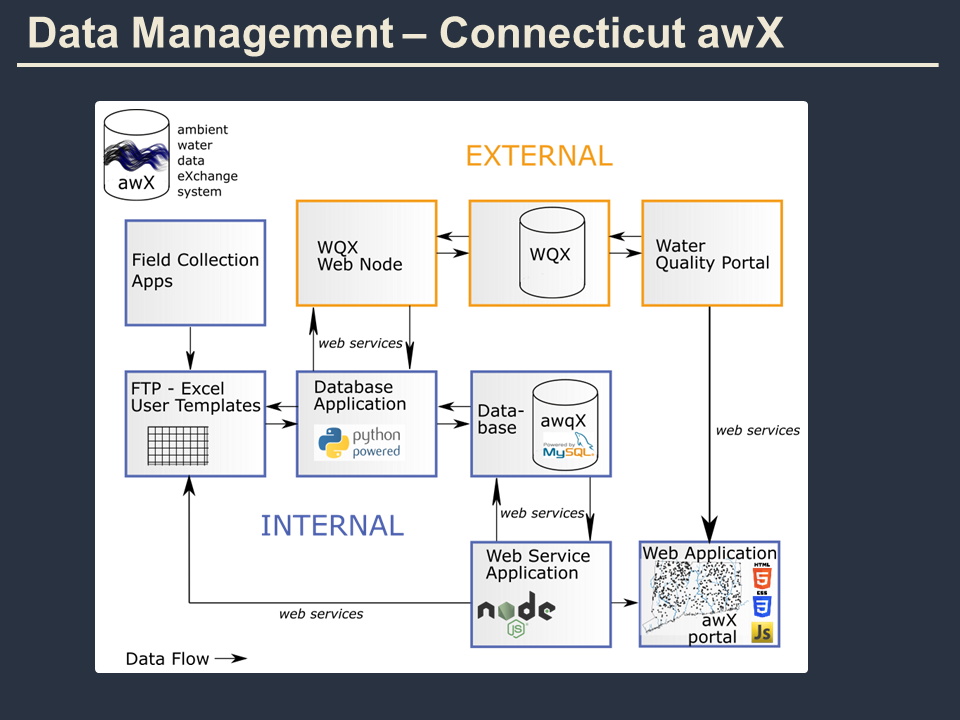 Data Management – Connecticut awX
ambient
water
data
eXchange
system
awX
EXTERNAL
Field Collection
Apps
WQX
Web Node
WQX
Water
Quality Portal
web services
FTP - Excel
User Templates
Database
Application
python
powered
Data-
base
awqX
Powered by
MySQL
web services
INTERNAL
web services
Web Service
Application
node
JS
Web Application
HTML
5
CSS
3
JS
awX
portal
web services
Data Flow